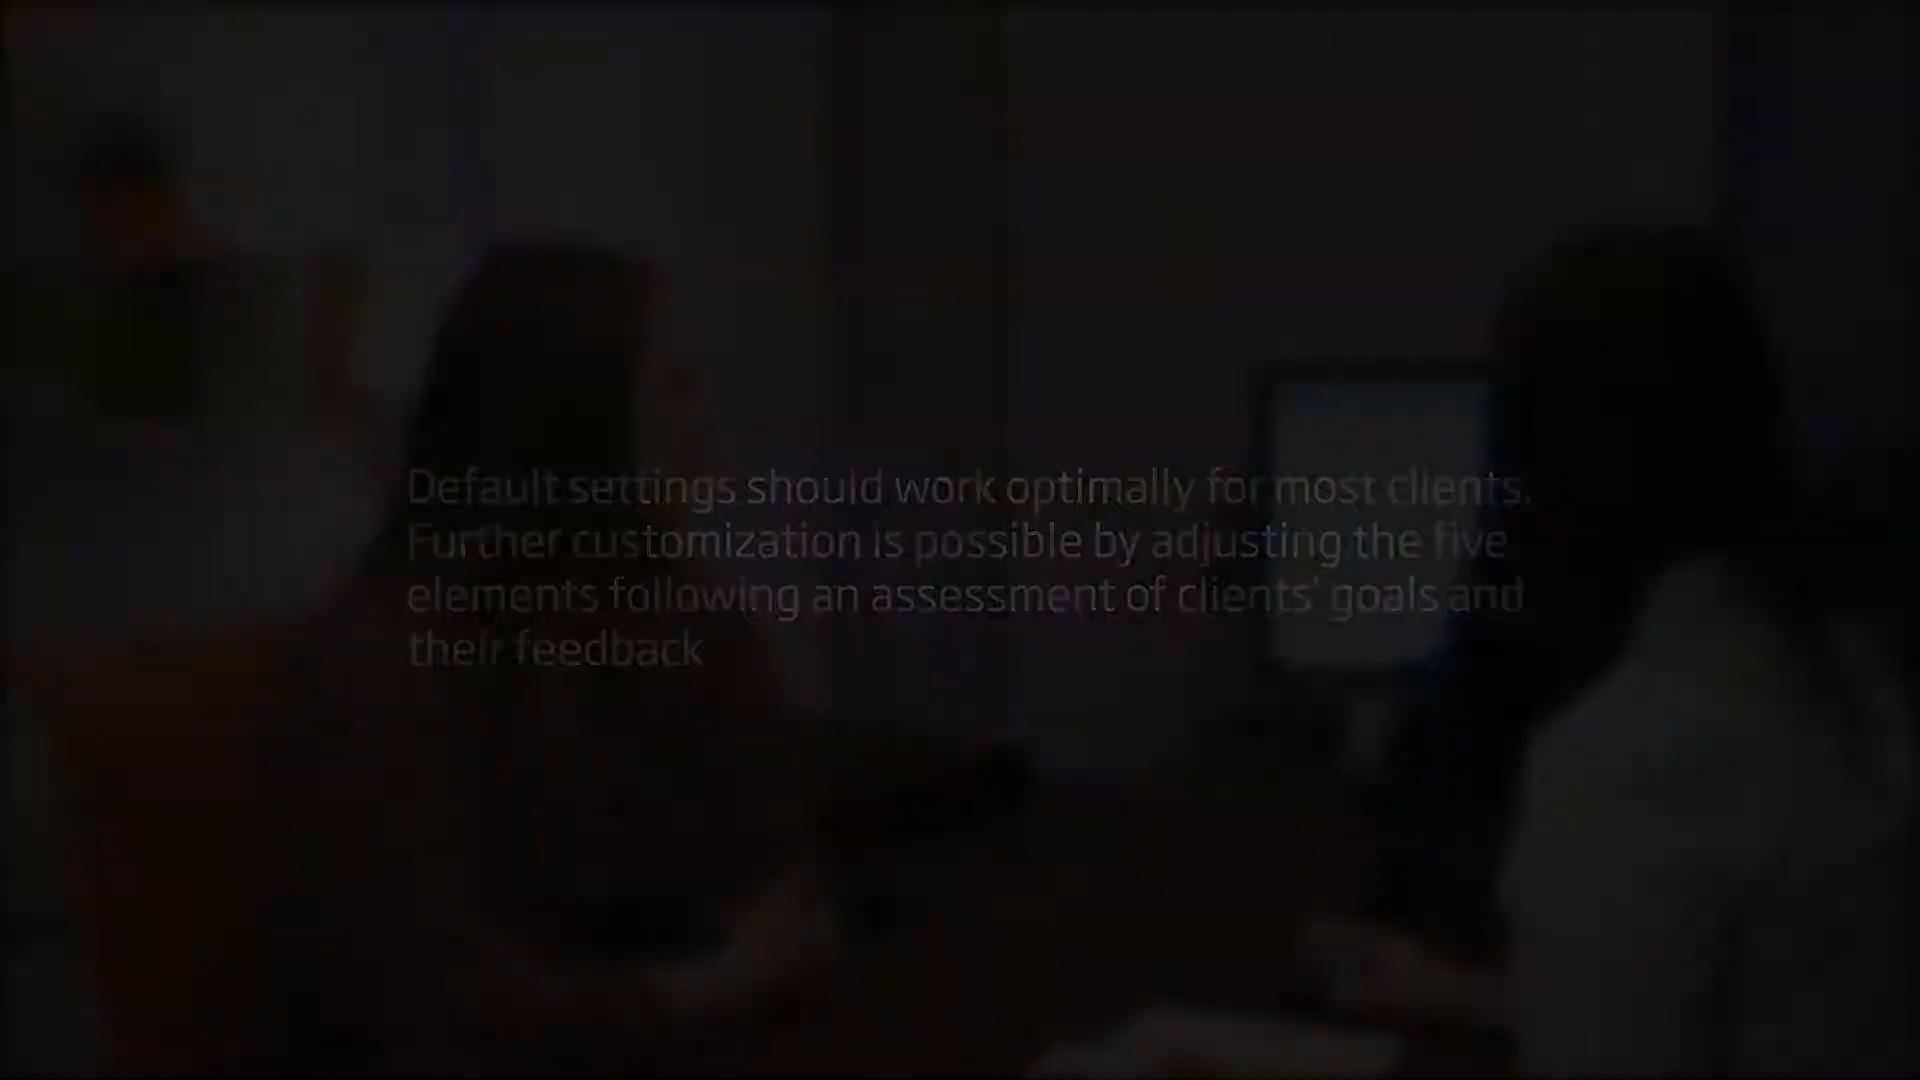 Default settings should work optimally for most clients.
Further customization is possible by adjusting the five
elements following an assessment of clients' goals and
their feedback